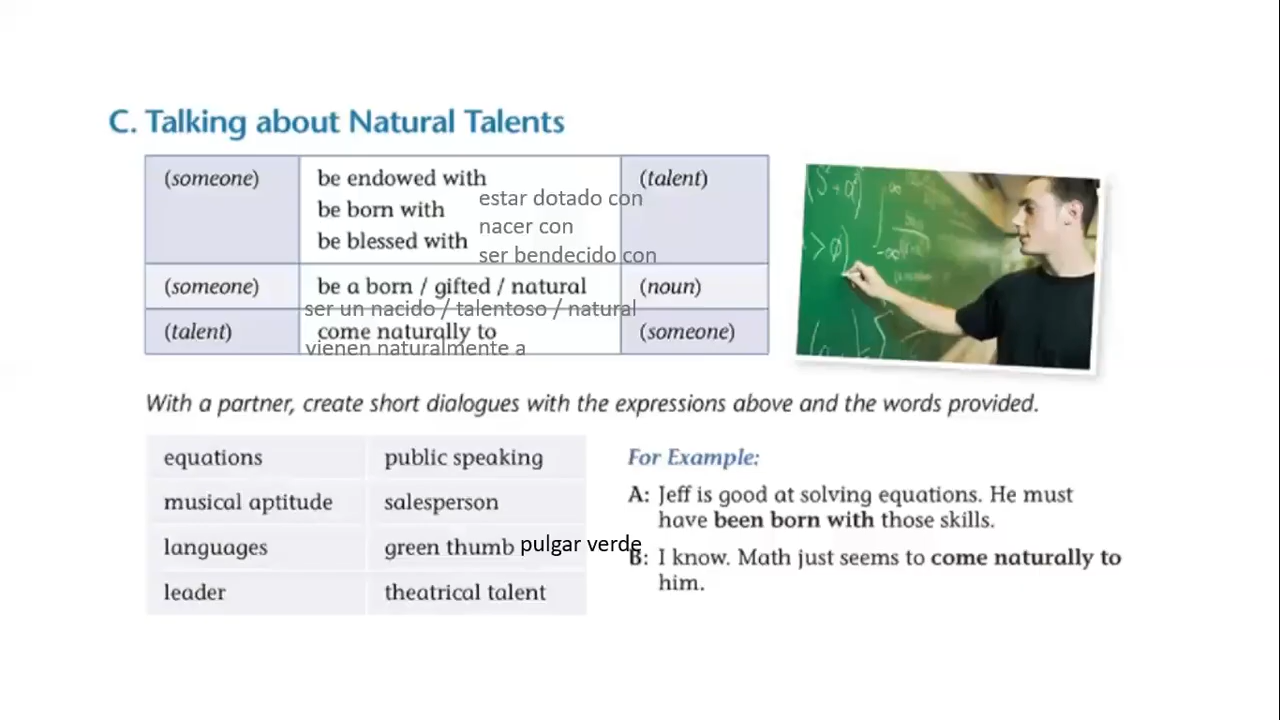 C. Talking about Natural Talents
(someone) be endowed with (talent)
estar dotado con
be born with
nacer con
be blessed with
ser bendecido con
(someone) be a born / gifted / natural (noun)
ser un nacido / talentoso / natural
(talent) come naturally to (someone)
vienen naturalmente a
With a partner, create short dialogues with the expressions above and the words provided.
equations public speaking
musical aptitude salesperson
languages green thumb pulgar verde
leader theatrical talent
For Example:
A: Jeff is good at solving equations. He must
have been born with those skills.
B: I know. Math just seems to come naturally to
him.